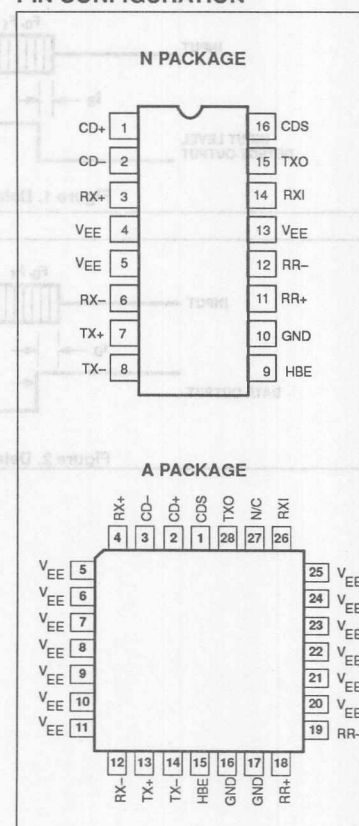 PIN CONFIGURATION
N PACKAGE
CD+ 1
CD– 2
RX+ 3
VEE 4
VEE 5
RX– 6
TX+ 7
TX– 8
16 CDS
15 TXO
14 RXI
13 VEE
12 RR–
11 RR+
10 GND
9 HBE
A PACKAGE
RX+ CD– CD+ CDS TXO N/C RXI
4 3 2 1 28 27 26
VEE 5
VEE 6
VEE 7
VEE 8
VEE 9
VEE 10
VEE 11
25 VEE
24 VEE
23 VEE
22 VEE
21 VEE
20 VEE
19 RR–
12 13 14 15 16 17 18
RX– TX+ TX– HBE GND GND RR+